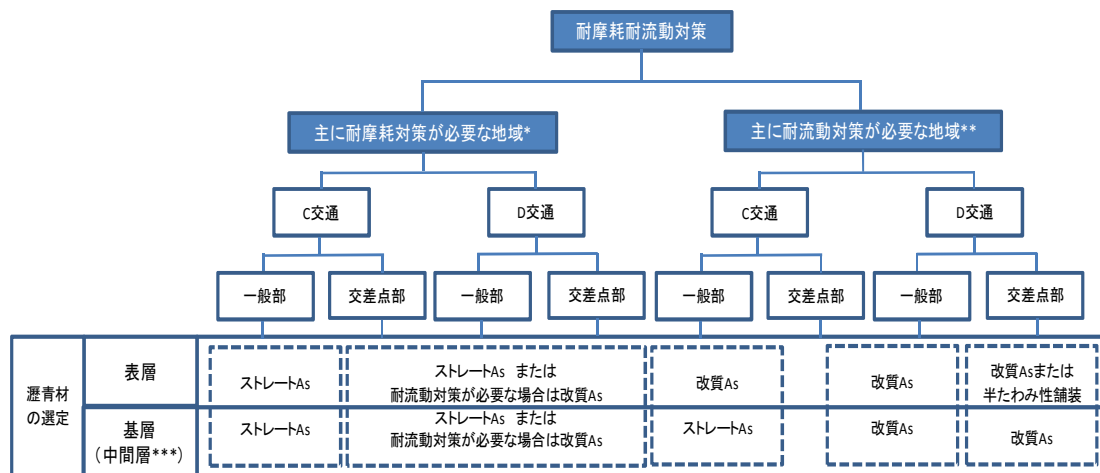 耐摩耗耐流動対策
主に耐摩耗対策が必要な地域*
主に耐流動対策が必要な地域**
C交通
D交通
C交通
D交通
一般部
交差点部
一般部
交差点部
一般部
交差点部
一般部
交差点部
瀝青材
の選定
表層
ストレートAs
ストレートAs または
耐流動対策が必要な場合は改質As
改質As
改質As
改質Asまたは
半たわみ性舗装
基層
(中間層***)
ストレートAs
ストレートAs または
耐流動対策が必要な場合は改質As
ストレートAs
改質As
改質As